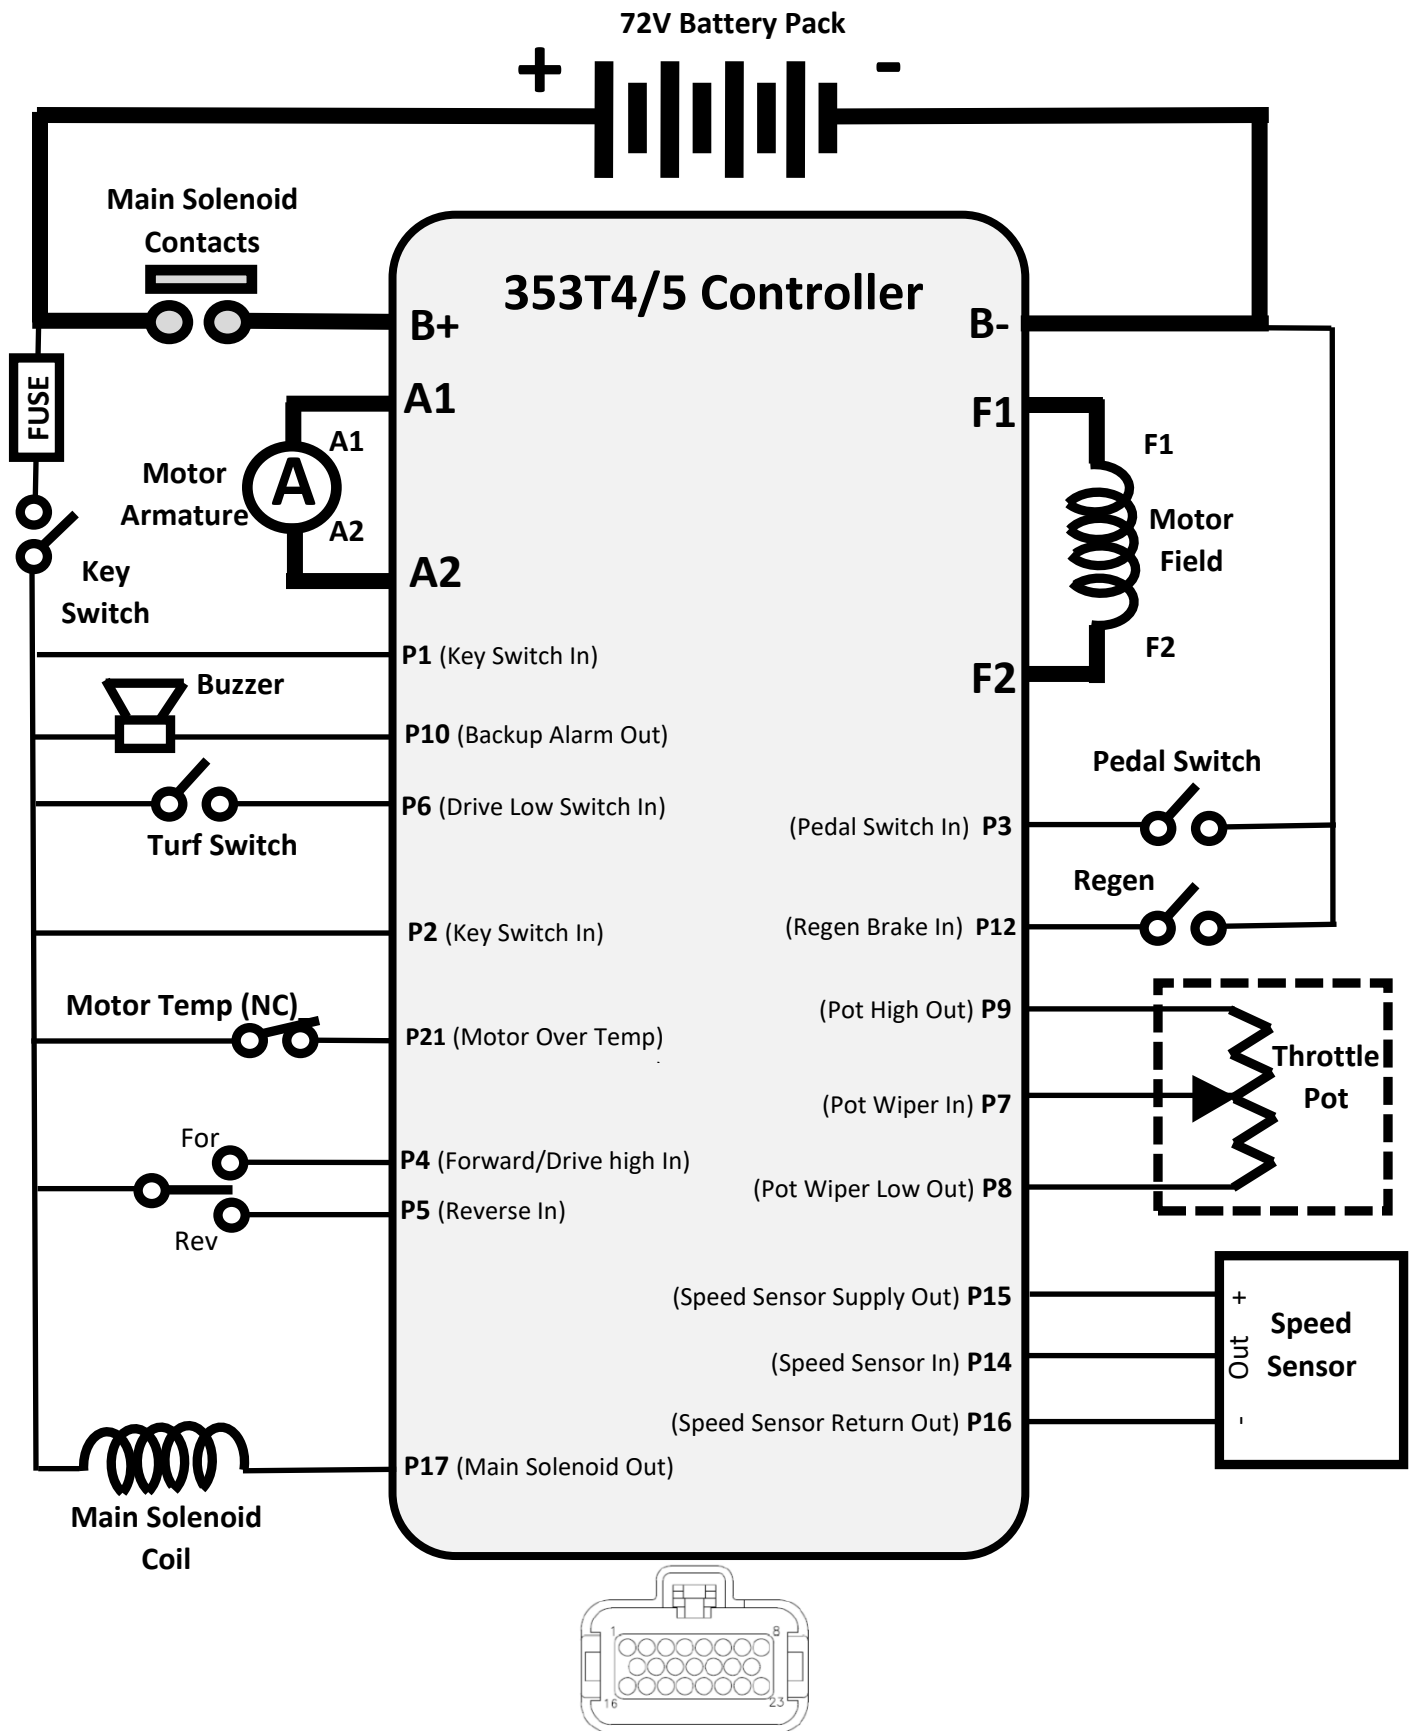 72V Battery Pack
+ -
Main Solenoid
Contacts
353T4/5 Controller
B+
B-
FUSE
A1
F1
A1
A
Motor
Armature
A2
F1
Motor
Field
A2
Key
Switch
F2
F2
P1 (Key Switch In)
Buzzer
P10 (Backup Alarm Out)
Pedal Switch
P6 (Drive Low Switch In)
(Pedal Switch In) P3
Turf Switch
Regen
P2 (Key Switch In)
(Regen Brake In) P12
Motor Temp (NC)
(Pot High Out) P9
P21 (Motor Over Temp)
Throttle
Pot
(Pot Wiper In) P7
For
P4 (Forward/Drive high In)
(Pot Wiper Low Out) P8
P5 (Reverse In)
Rev
(Speed Sensor Supply Out) P15
+
Out
-
Speed
Sensor
(Speed Sensor In) P14
(Speed Sensor Return Out) P16
P17 (Main Solenoid Out)
Main Solenoid
Coil
1 8
16 23